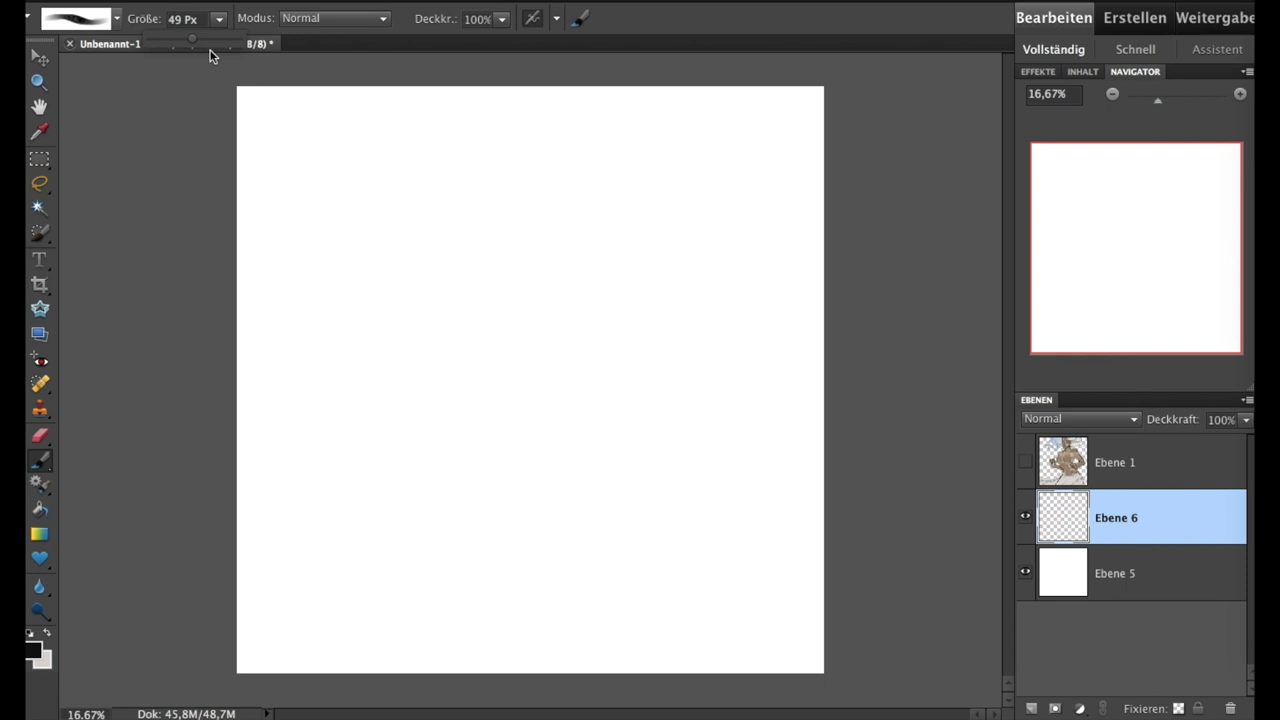 Größe: 49 Px Modus: Normal Deckkr.: 100%
Bearbeiten Erstellen Weitergabe
Unbenannt-1 8/8) *
Vollständig Schnell Assistent
EFFEKTE INHALT NAVIGATOR
16,67%
EBENEN
Normal Deckkraft: 100%
Ebene 1
Ebene 6
Ebene 5
16.67% Dok: 45,8M/48,7M
Fixieren: